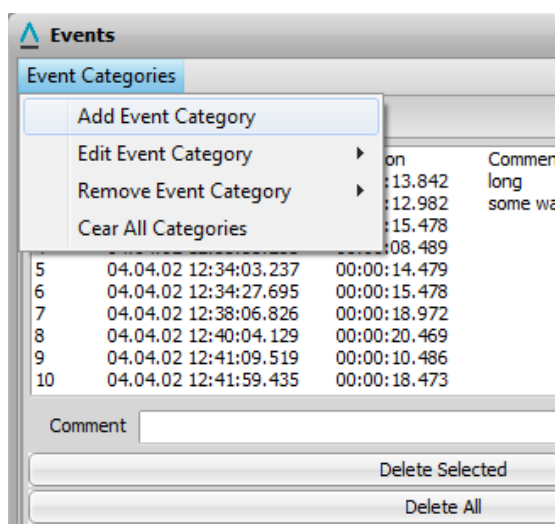 Events
Event Categories
Add Event Category
Edit Event Category
Remove Event Category
Cear All Categories
on Commen
:13.842 long
:12.982 some wa
:15.478
:08.489
5 04.04.02 12:34:03.237 00:00:14.479
6 04.04.02 12:34:27.695 00:00:15.478
7 04.04.02 12:38:06.826 00:00:18.972
8 04.04.02 12:40:04.129 00:00:20.469
9 04.04.02 12:41:09.519 00:00:10.486
10 04.04.02 12:41:59.435 00:00:18.473
Comment
Delete Selected
Delete All